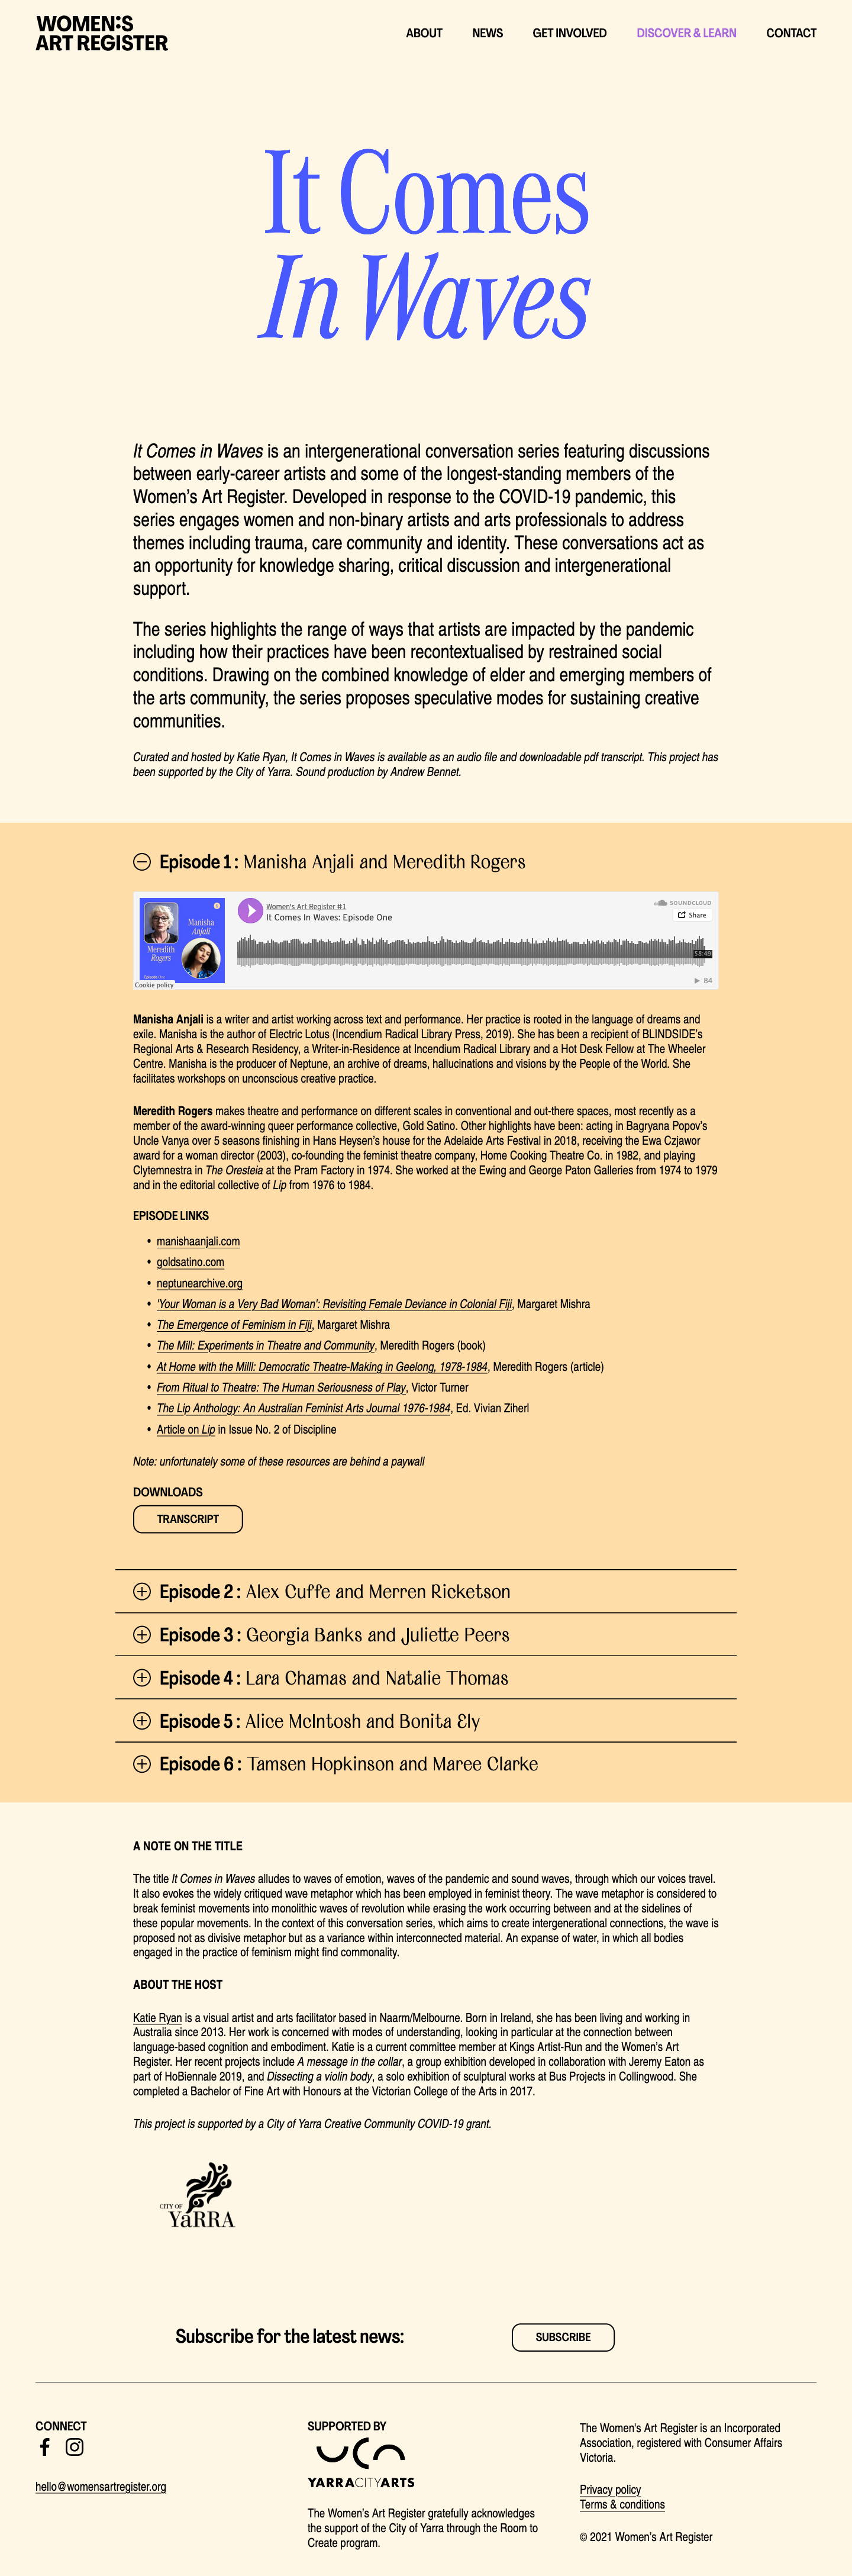 WOMEN'S
ART REGISTER
ABOUT
NEWS
GET INVOLVED
DISCOVER & LEARN
CONTACT
It Comes
In Waves
It Comes in Waves is an intergenerational conversation series featuring discussions
between early-career artists and some of the longest-standing members of the
Women's Art Register. Developed in response to the COVID-19 pandemic, this
series engages women and non-binary artists and arts professionals to address
themes including trauma, care community and identity. These conversations act as
an opportunity for knowledge sharing, critical discussion and intergenerational
support.
The series highlights the range of ways that artists are impacted by the pandemic
including how their practices have been recontextualised by restrained social
conditions. Drawing on the combined knowledge of elder and emerging members of
the arts community, the series proposes speculative modes for sustaining creative
communities.
Curated and hosted by Katie Ryan, It Comes in Waves is available as an audio file and downloadable pdf transcript. This project has
been supported by the City of Yarra. Sound production by Andrew Bennet.
Episode 1 : Manisha Anjali and Meredith Rogers
Manisha
Anjali
Meredith
Rogers
Episode One
Cookie policy
Women's Art Register #1
It Comes In Waves: Episode One
SOUNDCLOUD
Share
58:49
84
Manisha Anjali is a writer and artist working across text and performance. Her practice is rooted in the language of dreams and
exile. Manisha is the author of Electric Lotus (Incendium Radical Library Press, 2019). She has been a recipient of BLINDSIDE's
Regional Arts & Research Residency, a Writer-in-Residence at Incendium Radical Library and a Hot Desk Fellow at The Wheeler
Centre. Manisha is the producer of Neptune, an archive of dreams, hallucinations and visions by the People of the World. She
facilitates workshops on unconscious creative practice.
Meredith Rogers makes theatre and performance on different scales in conventional and out-there spaces, most recently as a
member of the award-winning queer performance collective, Gold Satino. Other highlights have been: acting in Bagryana Popov's
Uncle Vanya over 5 seasons finishing in Hans Heysen's house for the Adelaide Arts Festival in 2018, receiving the Ewa Czjawor
award for a woman director (2003), co-founding the feminist theatre company, Home Cooking Theatre Co. in 1982, and playing
Clytemnestra in The Oresteia at the Pram Factory in 1974. She worked at the Ewing and George Paton Galleries from 1974 to 1979
and in the editorial collective of Lip from 1976 to 1984.
EPISODE LINKS
• manishaanjali.com
• goldsatino.com
• neptunearchive.org
• 'Your Woman is a Very Bad Woman': Revisiting Female Deviance in Colonial Fiji, Margaret Mishra
• The Emergence of Feminism in Fiji, Margaret Mishra
• The Mill: Experiments in Theatre and Community, Meredith Rogers (book)
• At Home with the Milll: Democratic Theatre-Making in Geelong, 1978-1984, Meredith Rogers (article)
• From Ritual to Theatre: The Human Seriousness of Play, Victor Turner
• The Lip Anthology: An Australian Feminist Arts Journal 1976-1984, Ed. Vivian Ziherl
• Article on Lip in Issue No. 2 of Discipline
Note: unfortunately some of these resources are behind a paywall
DOWNLOADS
TRANSCRIPT
Episode 2 : Alex Cuffe and Merren Ricketson
Episode 3 : Georgia Banks and Juliette Peers
Episode 4 : Lara Chamas and Natalie Thomas
Episode 5 : Alice McIntosh and Bonita Ely
Episode 6 : Tamsen Hopkinson and Maree Clarke
A NOTE ON THE TITLE
The title It Comes in Waves alludes to waves of emotion, waves of the pandemic and sound waves, through which our voices travel.
It also evokes the widely critiqued wave metaphor which has been employed in feminist theory. The wave metaphor is considered to
break feminist movements into monolithic waves of revolution while erasing the work occurring between and at the sidelines of
these popular movements. In the context of this conversation series, which aims to create intergenerational connections, the wave is
proposed not as divisive metaphor but as a variance within interconnected material. An expanse of water, in which all bodies
engaged in the practice of feminism might find commonality.
ABOUT THE HOST
Katie Ryan is a visual artist and arts facilitator based in Naarm/Melbourne. Born in Ireland, she has been living and working in
Australia since 2013. Her work is concerned with modes of understanding, looking in particular at the connection between
language-based cognition and embodiment. Katie is a current committee member at Kings Artist-Run and the Women's Art
Register. Her recent projects include A message in the collar, a group exhibition developed in collaboration with Jeremy Eaton as
part of HoBiennale 2019, and Dissecting a violin body, a solo exhibition of sculptural works at Bus Projects in Collingwood. She
completed a Bachelor of Fine Art with Honours at the Victorian College of the Arts in 2017.
This project is supported by a City of Yarra Creative Community COVID-19 grant.
CITY OF
YaRRA
Subscribe for the latest news:
SUBSCRIBE
CONNECT
hello@womensartregister.org
SUPPORTED BY
YARRACITYARTS
The Women's Art Register gratefully acknowledges
the support of the City of Yarra through the Room to
Create program.
The Women's Art Register is an Incorporated
Association, registered with Consumer Affairs
Victoria.
Privacy policy
Terms & conditions
© 2021 Women's Art Register